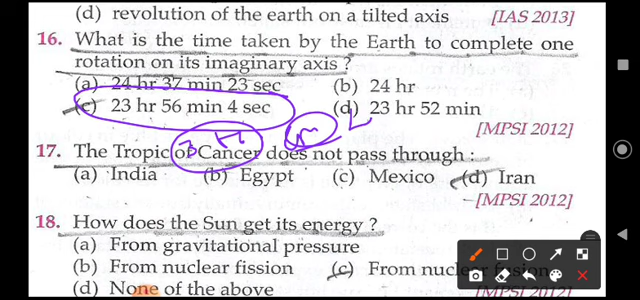 (d) revolution of the earth on a tilted axis [IAS 2013]
16. What is the time taken by the Earth to complete one
rotation on its imaginary axis ?
(a) 24 hr 37 min 23 sec (b) 24 hr
(c) 23 hr 56 min 4 sec (d) 23 hr 52 min
[MPSI 2012]
17. The Tropic of Cancer does not pass through :
(a) India (b) Egypt (c) Mexico (d) Iran
[MPSI 2012]
18. How does the Sun get its energy ?
(a) From gravitational pressure
(b) From nuclear fission (c) From nuclear fusion
(d) None of the above [MPSI 2012]